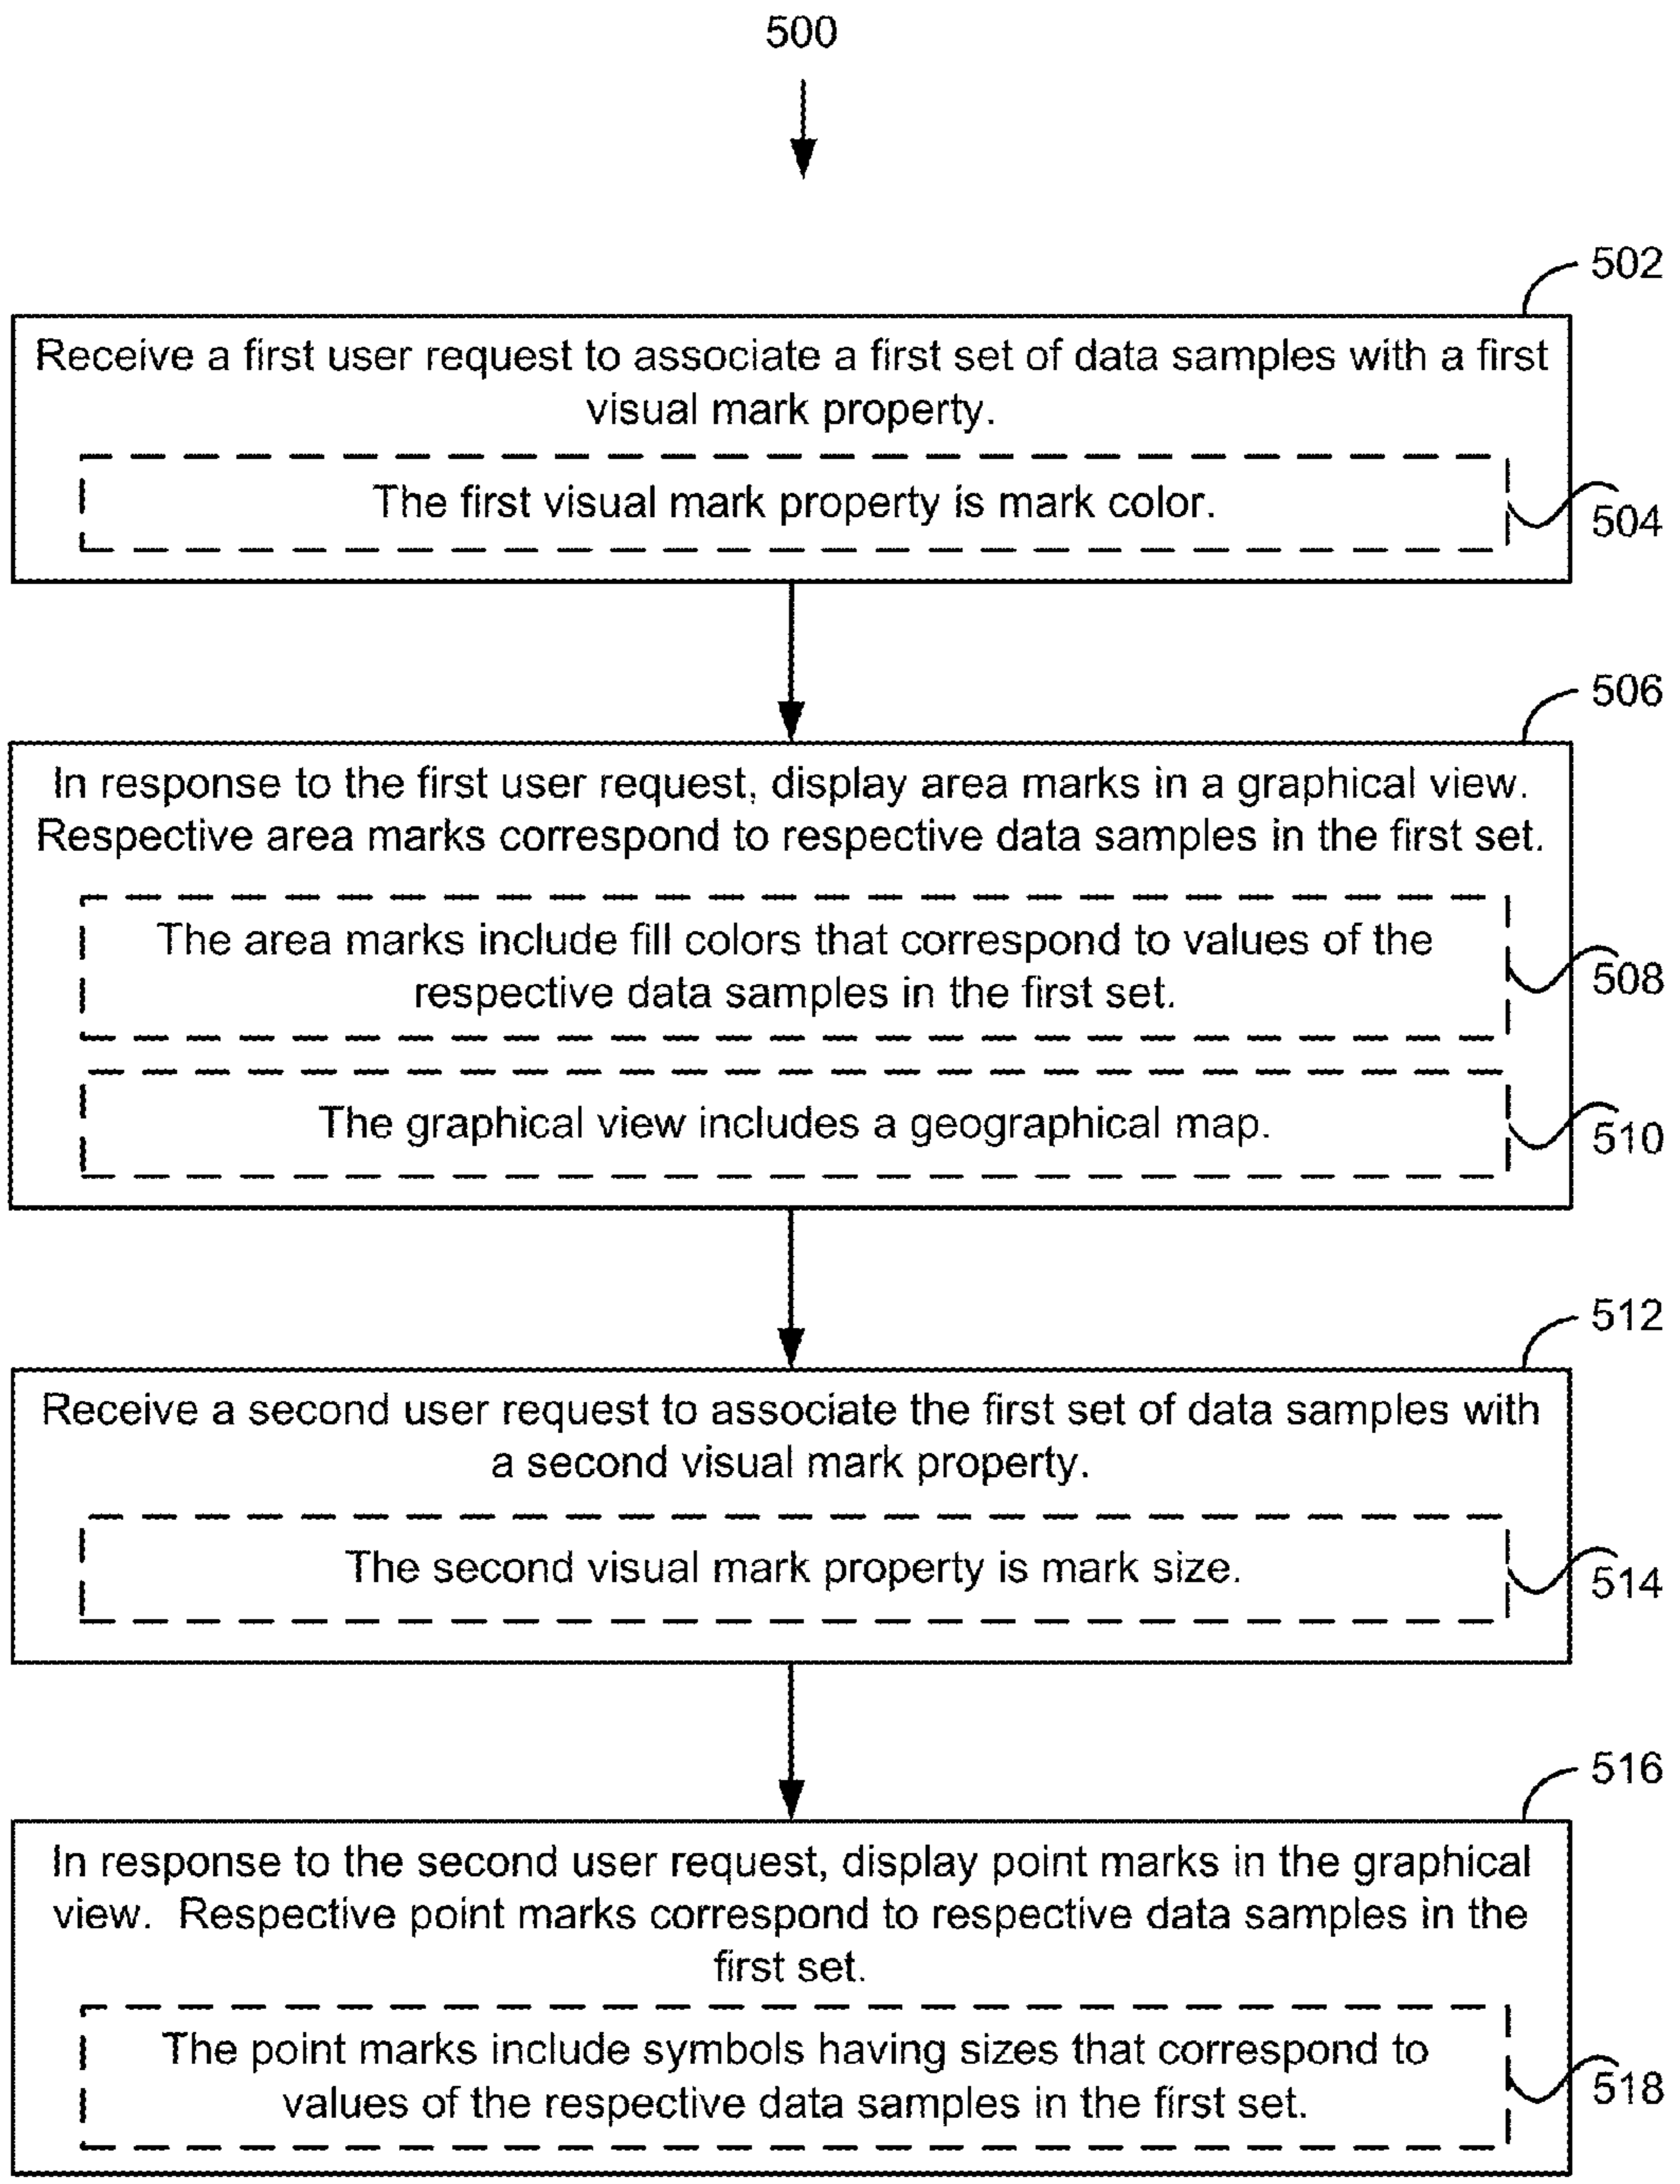 500
502
Receive a first user request to associate a first set of data samples with a first
visual mark property.
The first visual mark property is mark color.
504
506
In response to the first user request, display area marks in a graphical view.
Respective area marks correspond to respective data samples in the first set.
The area marks include fill colors that correspond to values of the
respective data samples in the first set.
508
The graphical view includes a geographical map.
510
512
Receive a second user request to associate the first set of data samples with
a second visual mark property.
The second visual mark property is mark size.
514
516
In response to the second user request, display point marks in the graphical
view. Respective point marks correspond to respective data samples in the
first set.
The point marks include symbols having sizes that correspond to
values of the respective data samples in the first set.
518